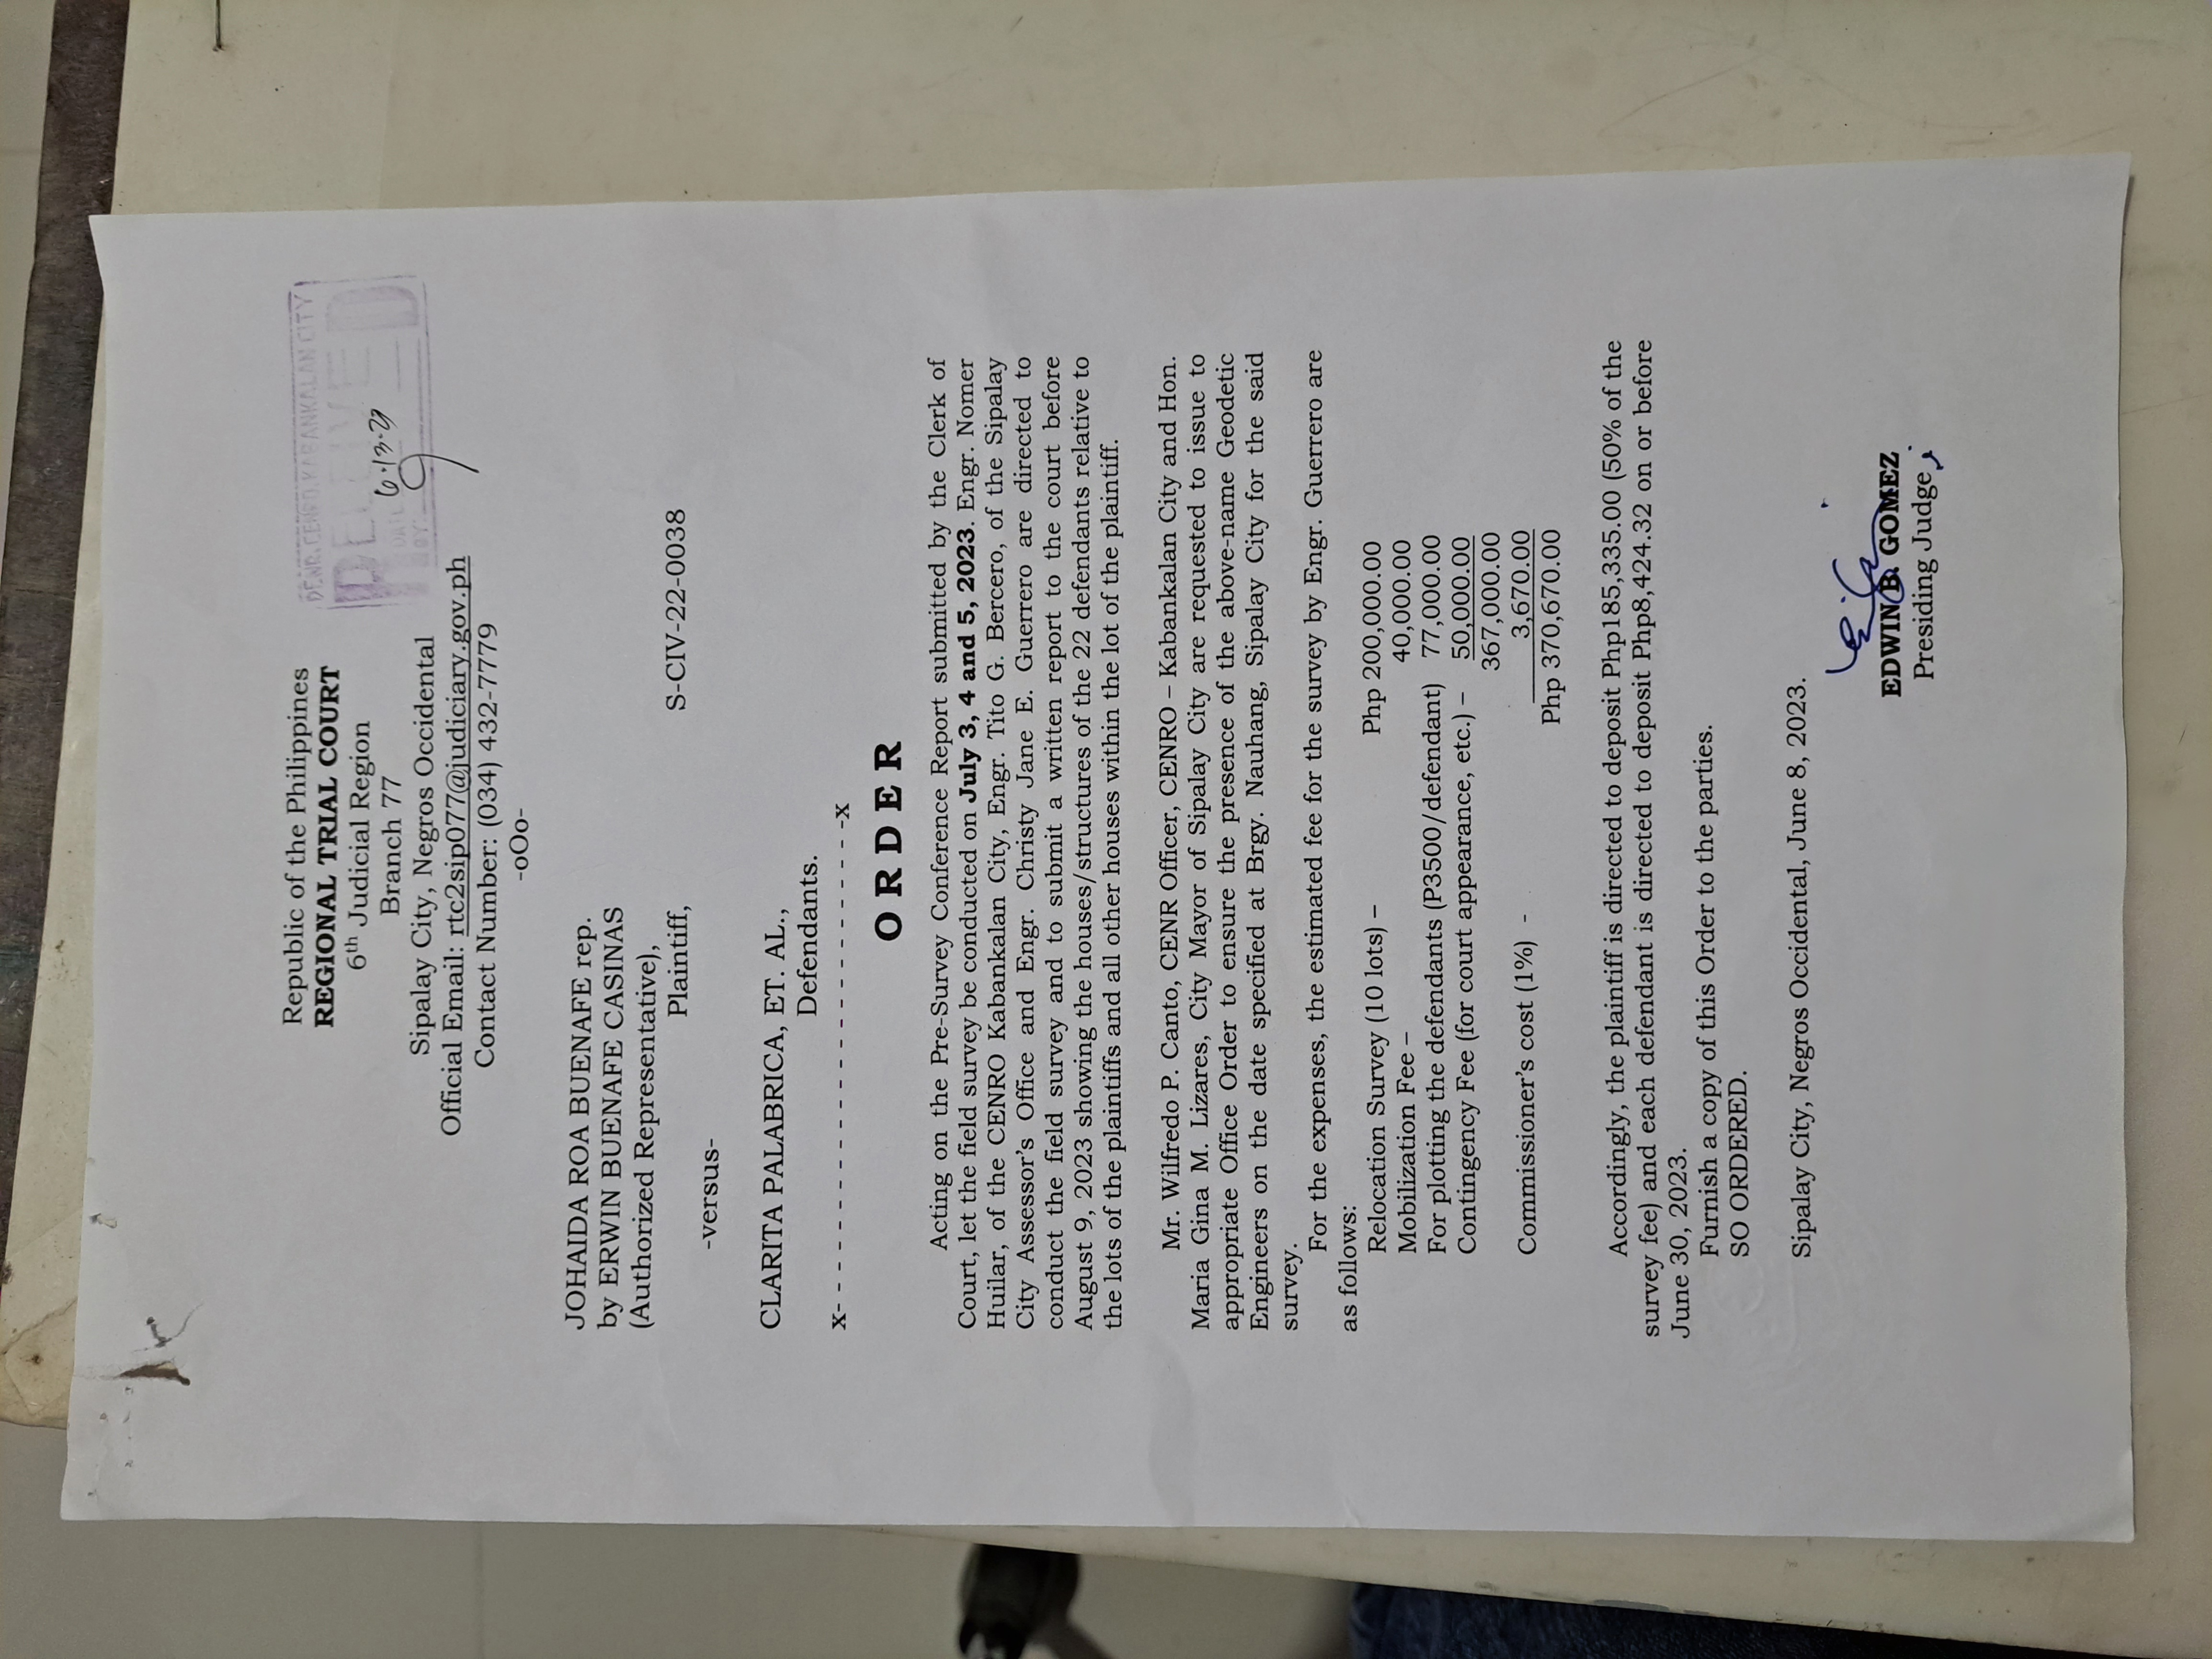 Republic of the Philippines
REGIONAL TRIAL COURT
6th Judicial Region
Branch 77
Sipalay City, Negros Occidental
Official Email: rtc2sip077@judiciary.gov.ph
Contact Number: (034) 432-7779
-oOo-
DENR, CENRO, KABANKALAN CITY
RECEIVED
DATE 6-13-23
BY:
JOHAIDA ROA BUENAFE rep.
by ERWIN BUENAFE CASINAS
(Authorized Representative),
Plaintiff, S-CIV-22-0038
-versus-
CLARITA PALABRICA, ET. AL.,
Defendants.
x- - - - - - - - - - - - - - - - - - - - - - - - -x
ORDER
Acting on the Pre-Survey Conference Report submitted by the Clerk of
Court, let the field survey be conducted on July 3, 4 and 5, 2023. Engr. Nomer
Huilar, of the CENRO Kabankalan City, Engr. Tito G. Bercero, of the Sipalay
City Assessor's Office and Engr. Christy Jane E. Guerrero are directed to
conduct the field survey and to submit a written report to the court before
August 9, 2023 showing the houses/structures of the 22 defendants relative to
the lots of the plaintiffs and all other houses within the lot of the plaintiff.
Mr. Wilfredo P. Canto, CENR Officer, CENRO – Kabankalan City and Hon.
Maria Gina M. Lizares, City Mayor of Sipalay City are requested to issue to
appropriate Office Order to ensure the presence of the above-name Geodetic
Engineers on the date specified at Brgy. Nauhang, Sipalay City for the said
survey.
For the expenses, the estimated fee for the survey by Engr. Guerrero are
as follows:
Relocation Survey (10 lots) – Php 200,000.00
Mobilization Fee – 40,000.00
For plotting the defendants (P3500/defendant) 77,000.00
Contingency Fee (for court appearance, etc.) – 50,000.00
367,000.00
Commissioner's cost (1%) - 3,670.00
Php 370,670.00
Accordingly, the plaintiff is directed to deposit Php185,335.00 (50% of the
survey fee) and each defendant is directed to deposit Php8,424.32 on or before
June 30, 2023.
Furnish a copy of this Order to the parties.
SO ORDERED.
Sipalay City, Negros Occidental, June 8, 2023.
EDWIN B. GOMEZ
Presiding Judge